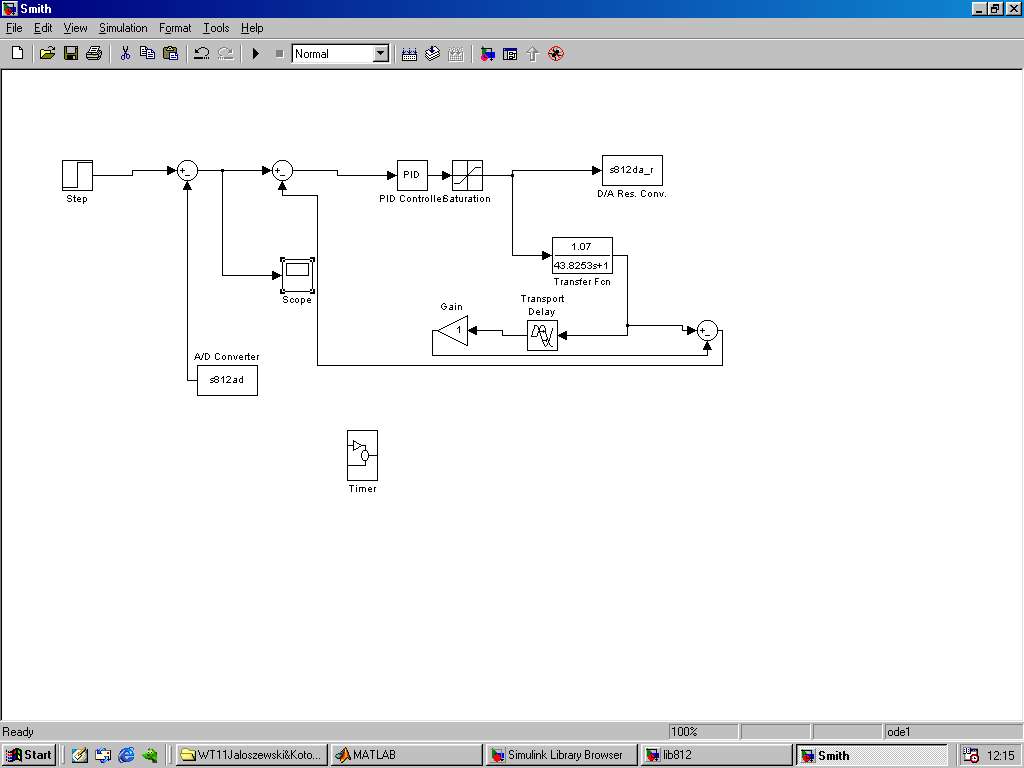 Smith
File Edit View Simulation Format Tools Help
Normal
Step
PID
PID Controlle
Saturation
s812da_r
D/A Res. Conv.
1.07
43.8253s+1
Transfer Fcn
Scope
Gain
1
Transport
Delay
A/D Converter
s812ad
Timer
Ready 100% ode1
Start WT11Jaloszewski&Koto... MATLAB Simulink Library Browser lib812 Smith 12:15